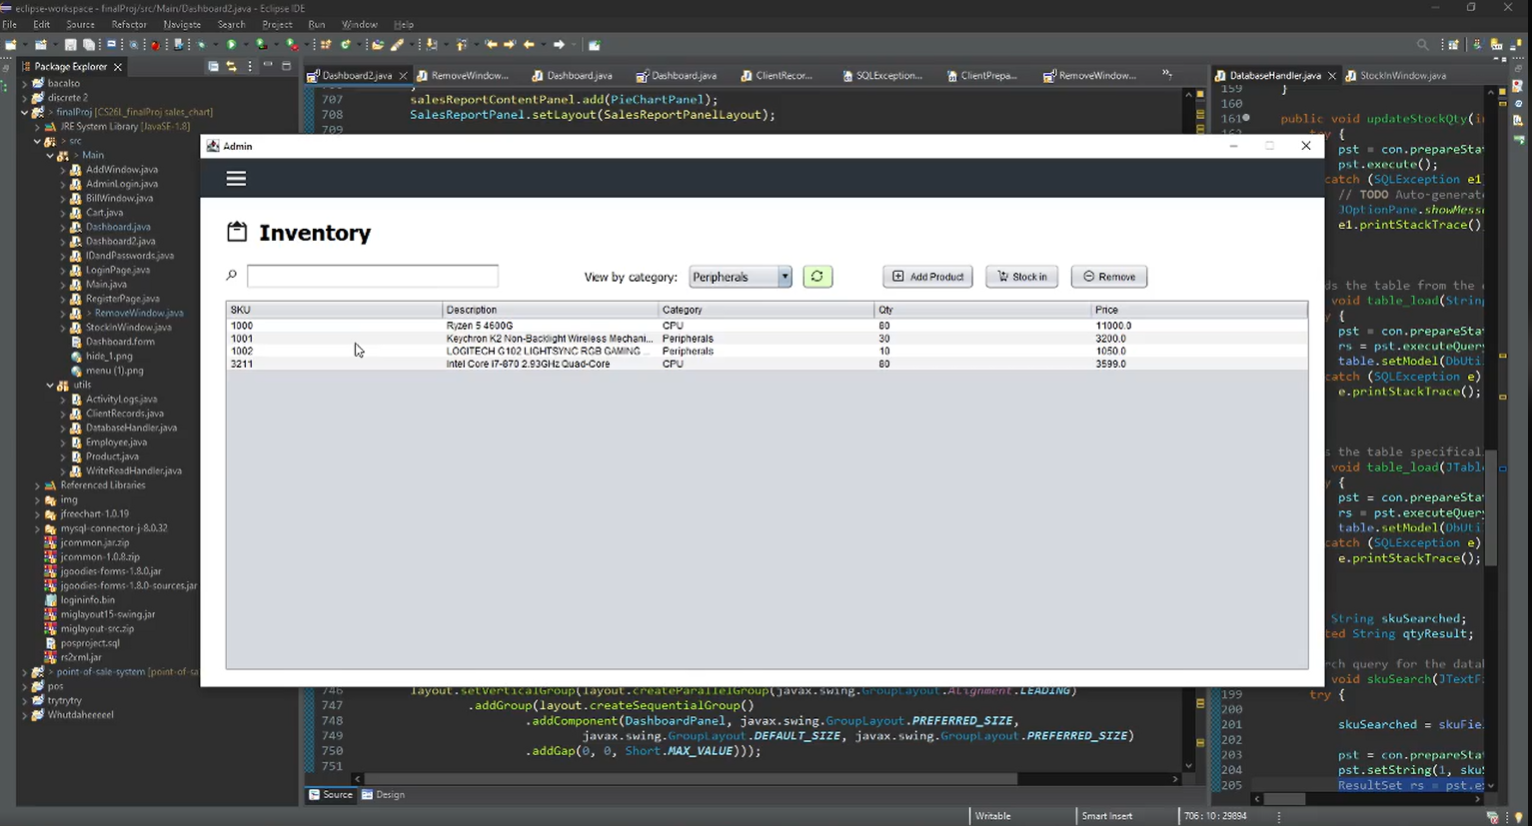 eclipse-workspace - finalProj/src/Main/Dashboard2.java - Eclipse IDE
File Edit Source Refactor Navigate Search Project Run Window Help
Package Explorer
bacalso
discrete 2
> finalProj [CS26L_finalProj sales_chart]
JRE System Library [JavaSE-1.8]
> src
> Main
AddWindow.java
AdminLogin.java
BillWindow.java
Cart.java
Dashboard.java
Dashboard2.java
IDandPasswords.java
LoginPage.java
Main.java
RegisterPage.java
> RemoveWindow.java
StockInWindow.java
Dashboard.form
hide_1.png
menu (1).png
utils
ActivityLogs.java
ClientRecords.java
DatabaseHandler.java
Employee.java
Product.java
WriteReadHandler.java
Referenced Libraries
img
jfreechart-1.0.19
mysql-connector-j-8.0.32
jcommon.jar.zip
jcommon-1.0.8.zip
jgoodies-forms-1.8.0.jar
jgoodies-forms-1.8.0-sources.jar
logininfo.bin
miglayout15-swing.jar
miglayout-src.zip
posproject.sql
rs2xml.jar
> point-of-sale-system [point-of-sa
pos
trytrytry
Whutdaheeeeel
Dashboard2.java RemoveWindow... Dashboard.java Dashboard.java ClientRecor... SQLException... ClientPrepa... RemoveWindow...
707 salesReportContentPanel.add(PieChartPanel);
708 SalesReportPanel.setLayout(SalesReportPanelLayout);
709
Admin
Inventory
View by category: Peripherals Add Product Stock in Remove
SKU Description Category Qty Price
1000 Ryzen 5 4600G CPU 80 11000.0
1001 Keychron K2 Non-Backlight Wireless Mechani... Peripherals 30 3200.0
1002 LOGITECH G102 LIGHTSYNC RGB GAMING ... Peripherals 10 1050.0
3211 Intel Core i7-870 2.93GHz Quad-Core CPU 80 3599.0
746 layout.setVerticalGroup(layout.createParallelGroup(javax.swing.GroupLayout.Alignment.LEADING)
747 .addGroup(layout.createSequentialGroup()
748 .addComponent(DashboardPanel, javax.swing.GroupLayout.PREFERRED_SIZE,
749 javax.swing.GroupLayout.DEFAULT_SIZE, javax.swing.GroupLayout.PREFERRED_SIZE)
750 .addGap(0, 0, Short.MAX_VALUE)));
751
Source Design
DatabaseHandler.java StockInWindow.java
159 }
160
161 public void updateStockQty(in
162 try {
pst = con.prepareStat
pst.execute();
catch (SQLException e1
// TODO Auto-generate
JOptionPane.showMess
e1.printStackTrace()
ds the table from the
void table_load(Strin
try {
pst = con.prepareSta
rs = pst.executeQuery
table.setModel(DbUti
catch (SQLException e)
e.printStackTrace();
s the table specifical
void table_load(JTabl
y {
pst = con.prepareSta
rs = pst.executeQuer
table.setModel(DbUti
catch (SQLException e)
e.printStackTrace();
String skuSearched;
ted String qtyResult;
rch query for the datab
void skuSearch(JTextFi
199 try {
200
201 skuSearched = skuFie
202
203 pst = con.prepareSta
204 pst.setString(1, sku
205 ResultSet rs = pst.e
Writable Smart Insert 706 : 10 : 29894